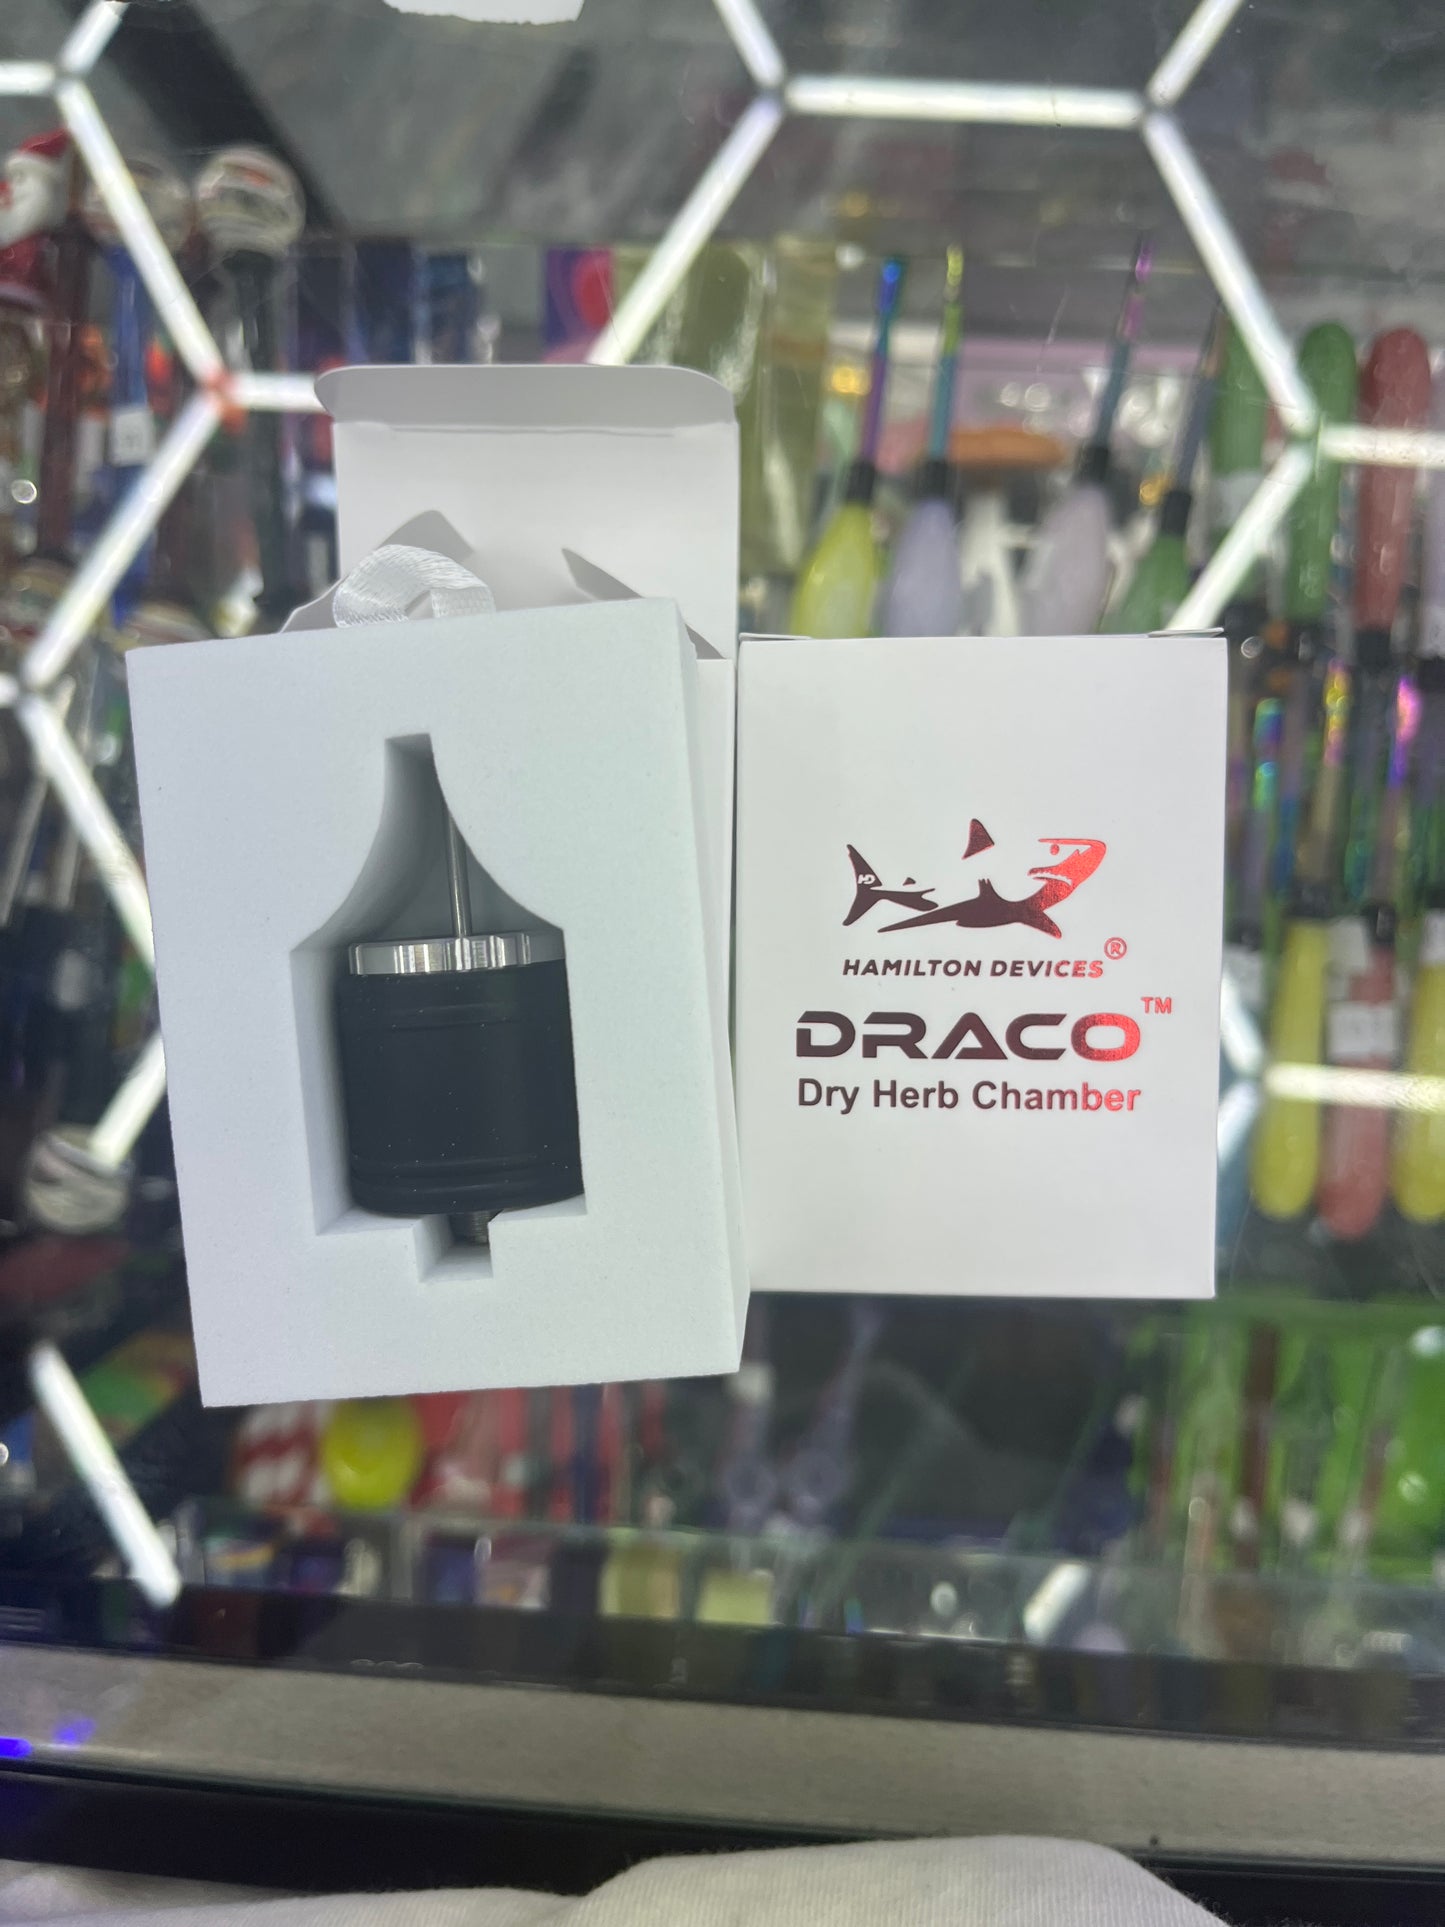 HD
HAMILTON DEVICES®
DRACO™
Dry Herb Chamber